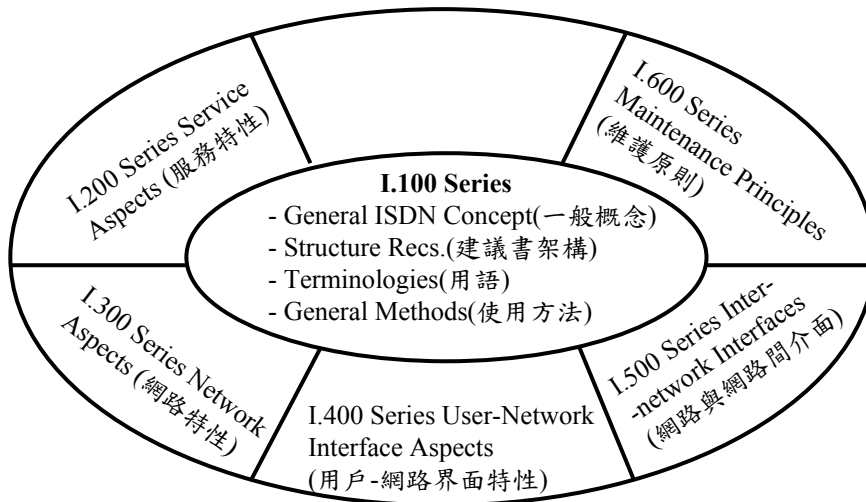 I.600 Series
Maintenance Principles
(維護原則)
I.200 Series Service
Aspects (服務特性)
I.100 Series
- General ISDN Concept(一般概念)
- Structure Recs.(建議書架構)
- Terminologies(用語)
- General Methods(使用方法)
I.300 Series Network
Aspects (網路特性)
I.400 Series User-Network
Interface Aspects
(用戶-網路界面特性)
I.500 Series Inter-
-network Interfaces
(網路與網路間介面)